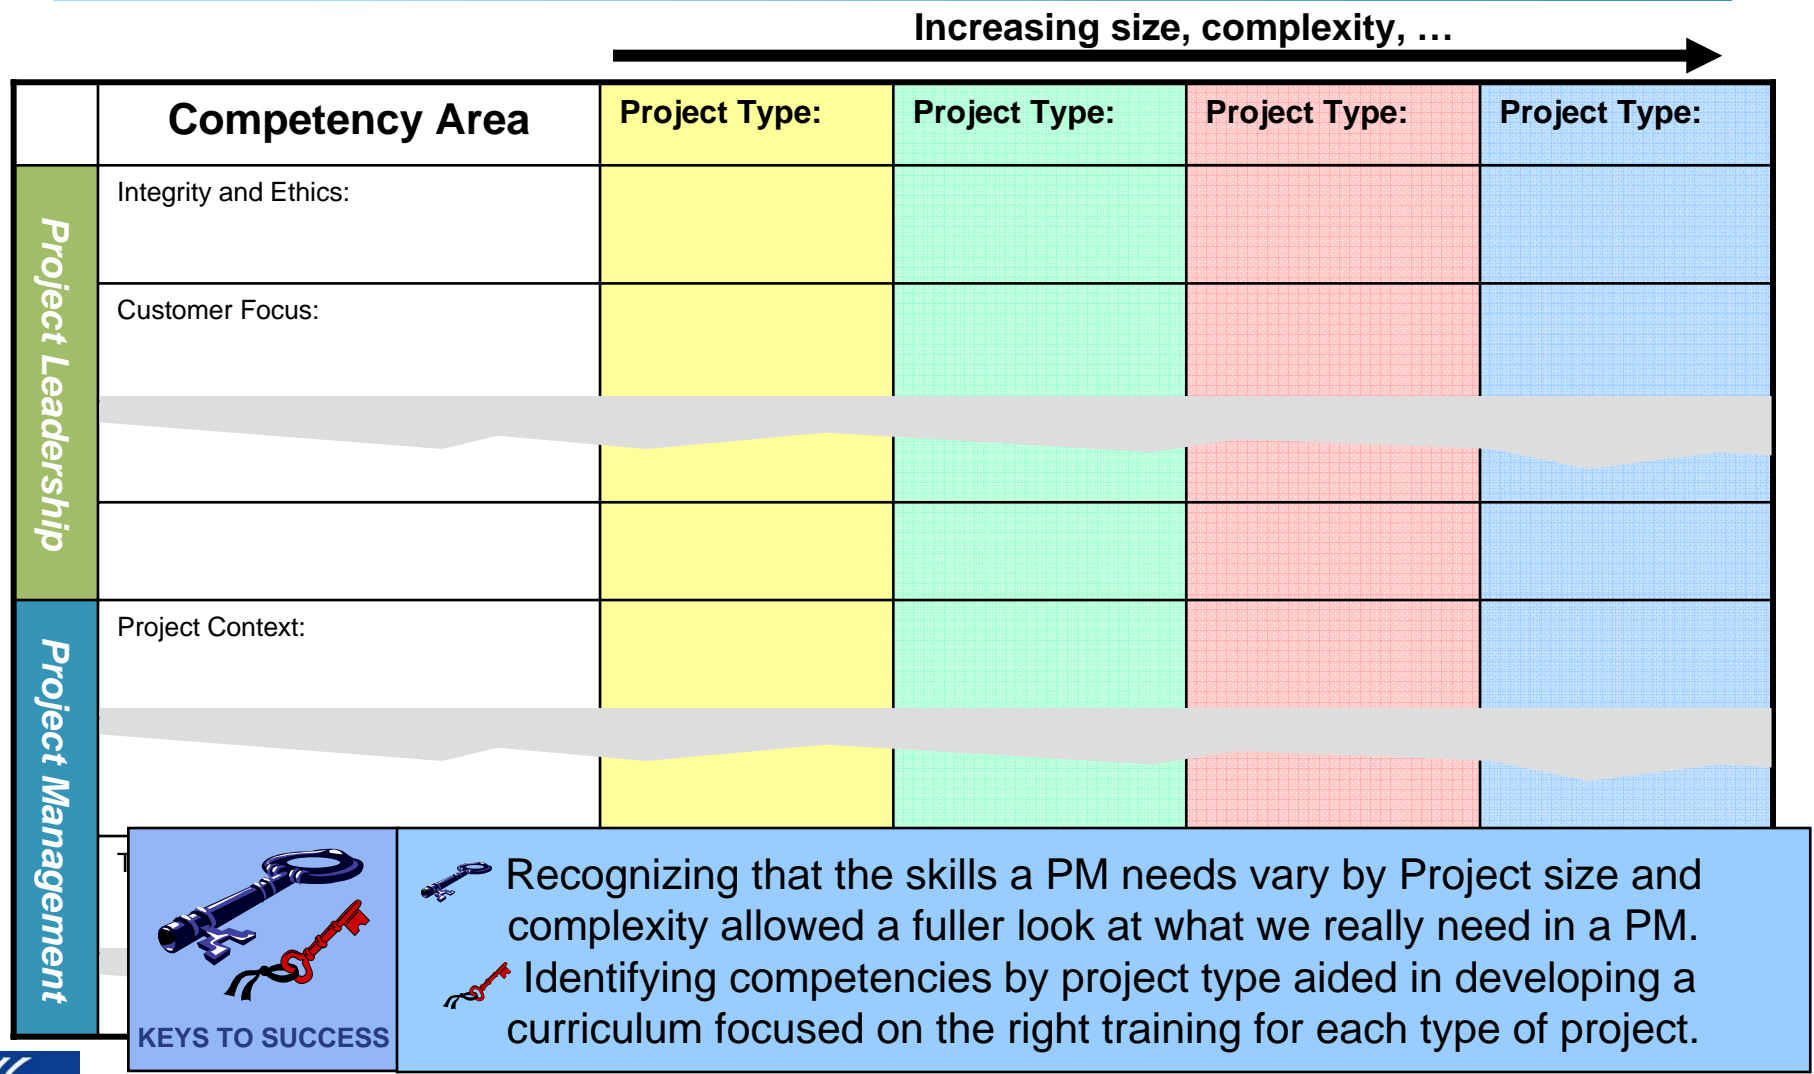 Increasing size, complexity, …
Competency Area
Project Type:
Project Type:
Project Type:
Project Type:
Project Leadership
Integrity and Ethics:
Customer Focus:
Project Management
Project Context:
KEYS TO SUCCESS
Recognizing that the skills a PM needs vary by Project size and
complexity allowed a fuller look at what we really need in a PM.
Identifying competencies by project type aided in developing a
curriculum focused on the right training for each type of project.